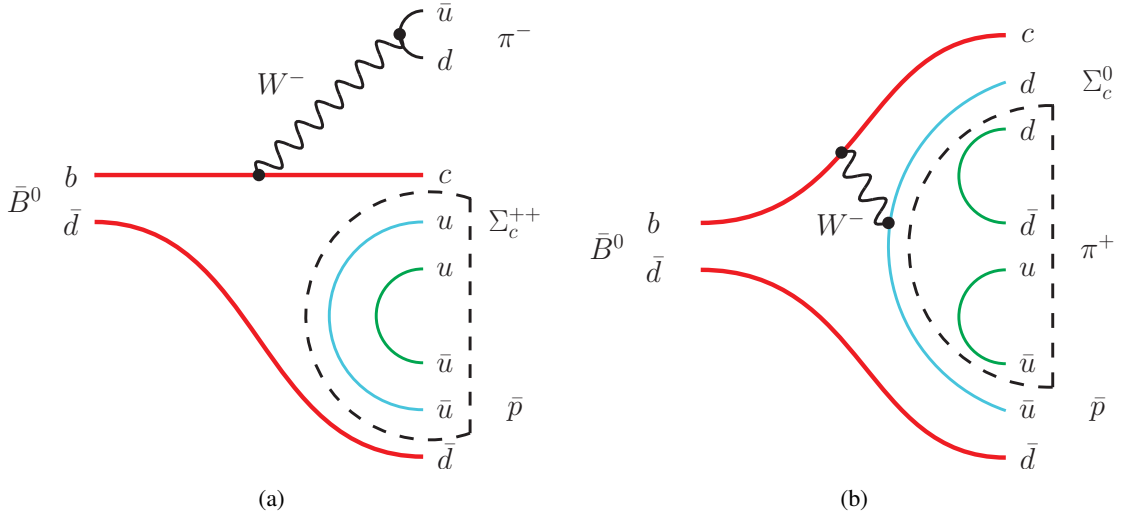 ū
d
π⁻
W⁻
b
d̄
B̄⁰
c
u
u
ū
ū
d̄
Σc⁺⁺
p̄
(a)
c
d
Σc⁰
d
b
d̄
B̄⁰
W⁻
d̄
u
π⁺
ū
ū
p̄
d̄
(b)